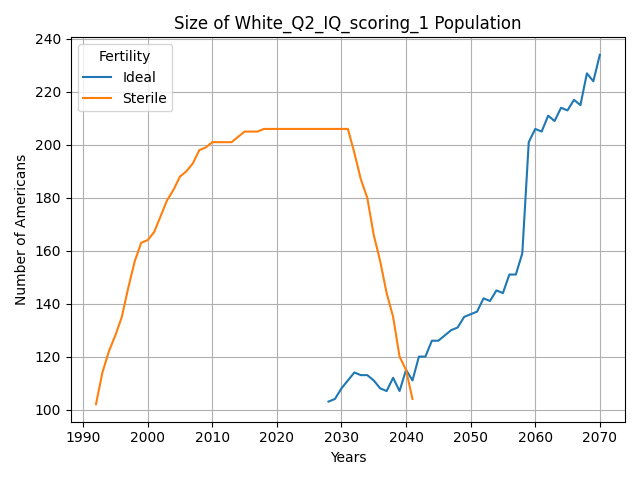 Size of White_Q2_IQ_scoring_1 Population
Fertility
Ideal
Sterile
Number of Americans
240
220
200
180
160
140
120
100
1990 2000 2010 2020 2030 2040 2050 2060 2070
Years